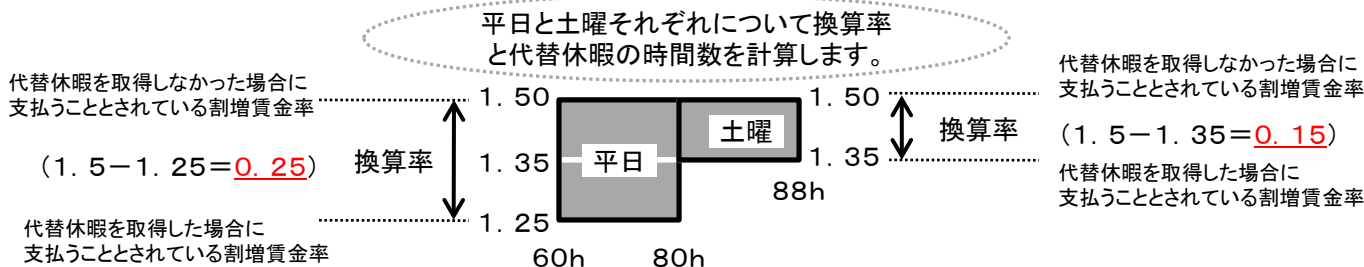 平日と土曜それぞれについて換算率
と代替休暇の時間数を計算します。
代替休暇を取得しなかった場合に
支払うこととされている割増賃金率
（１．５－１．２５＝０．２５）
代替休暇を取得した場合に
支払うこととされている割増賃金率
換算率
１．５０
１．３５
１．２５
平日
土曜
６０ｈ
８０ｈ
８８ｈ
１．５０
１．３５
換算率
代替休暇を取得しなかった場合に
支払うこととされている割増賃金率
（１．５－１．３５＝０．１５）
代替休暇を取得した場合に
支払うこととされている割増賃金率